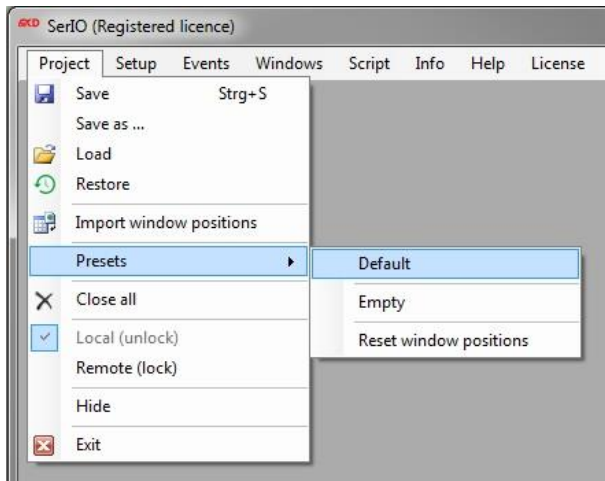 SerIO (Registered licence)
Project Setup Events Windows Script Info Help License
Save Strg+S
Save as ...
Load
Restore
Import window positions
Presets
Default
Close all
Empty
Local (unlock)
Reset window positions
Remote (lock)
Hide
Exit